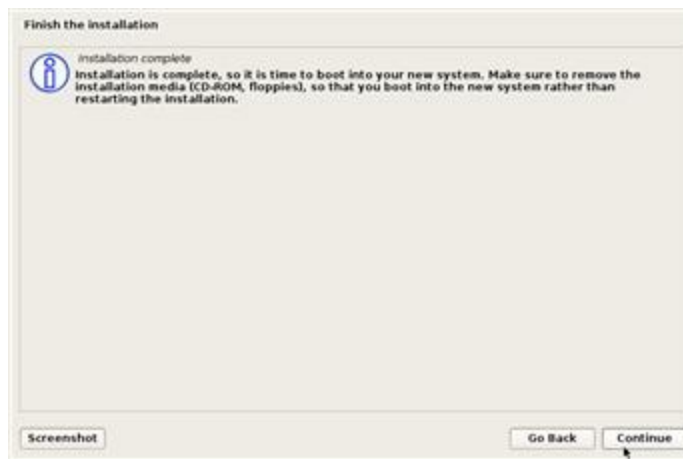 Finish the installation
Installation complete
Installation is complete, so it is time to boot into your new system. Make sure to remove the
installation media (CD-ROM, floppies), so that you boot into the new system rather than
restarting the installation.
Screenshot
Go Back
Continue